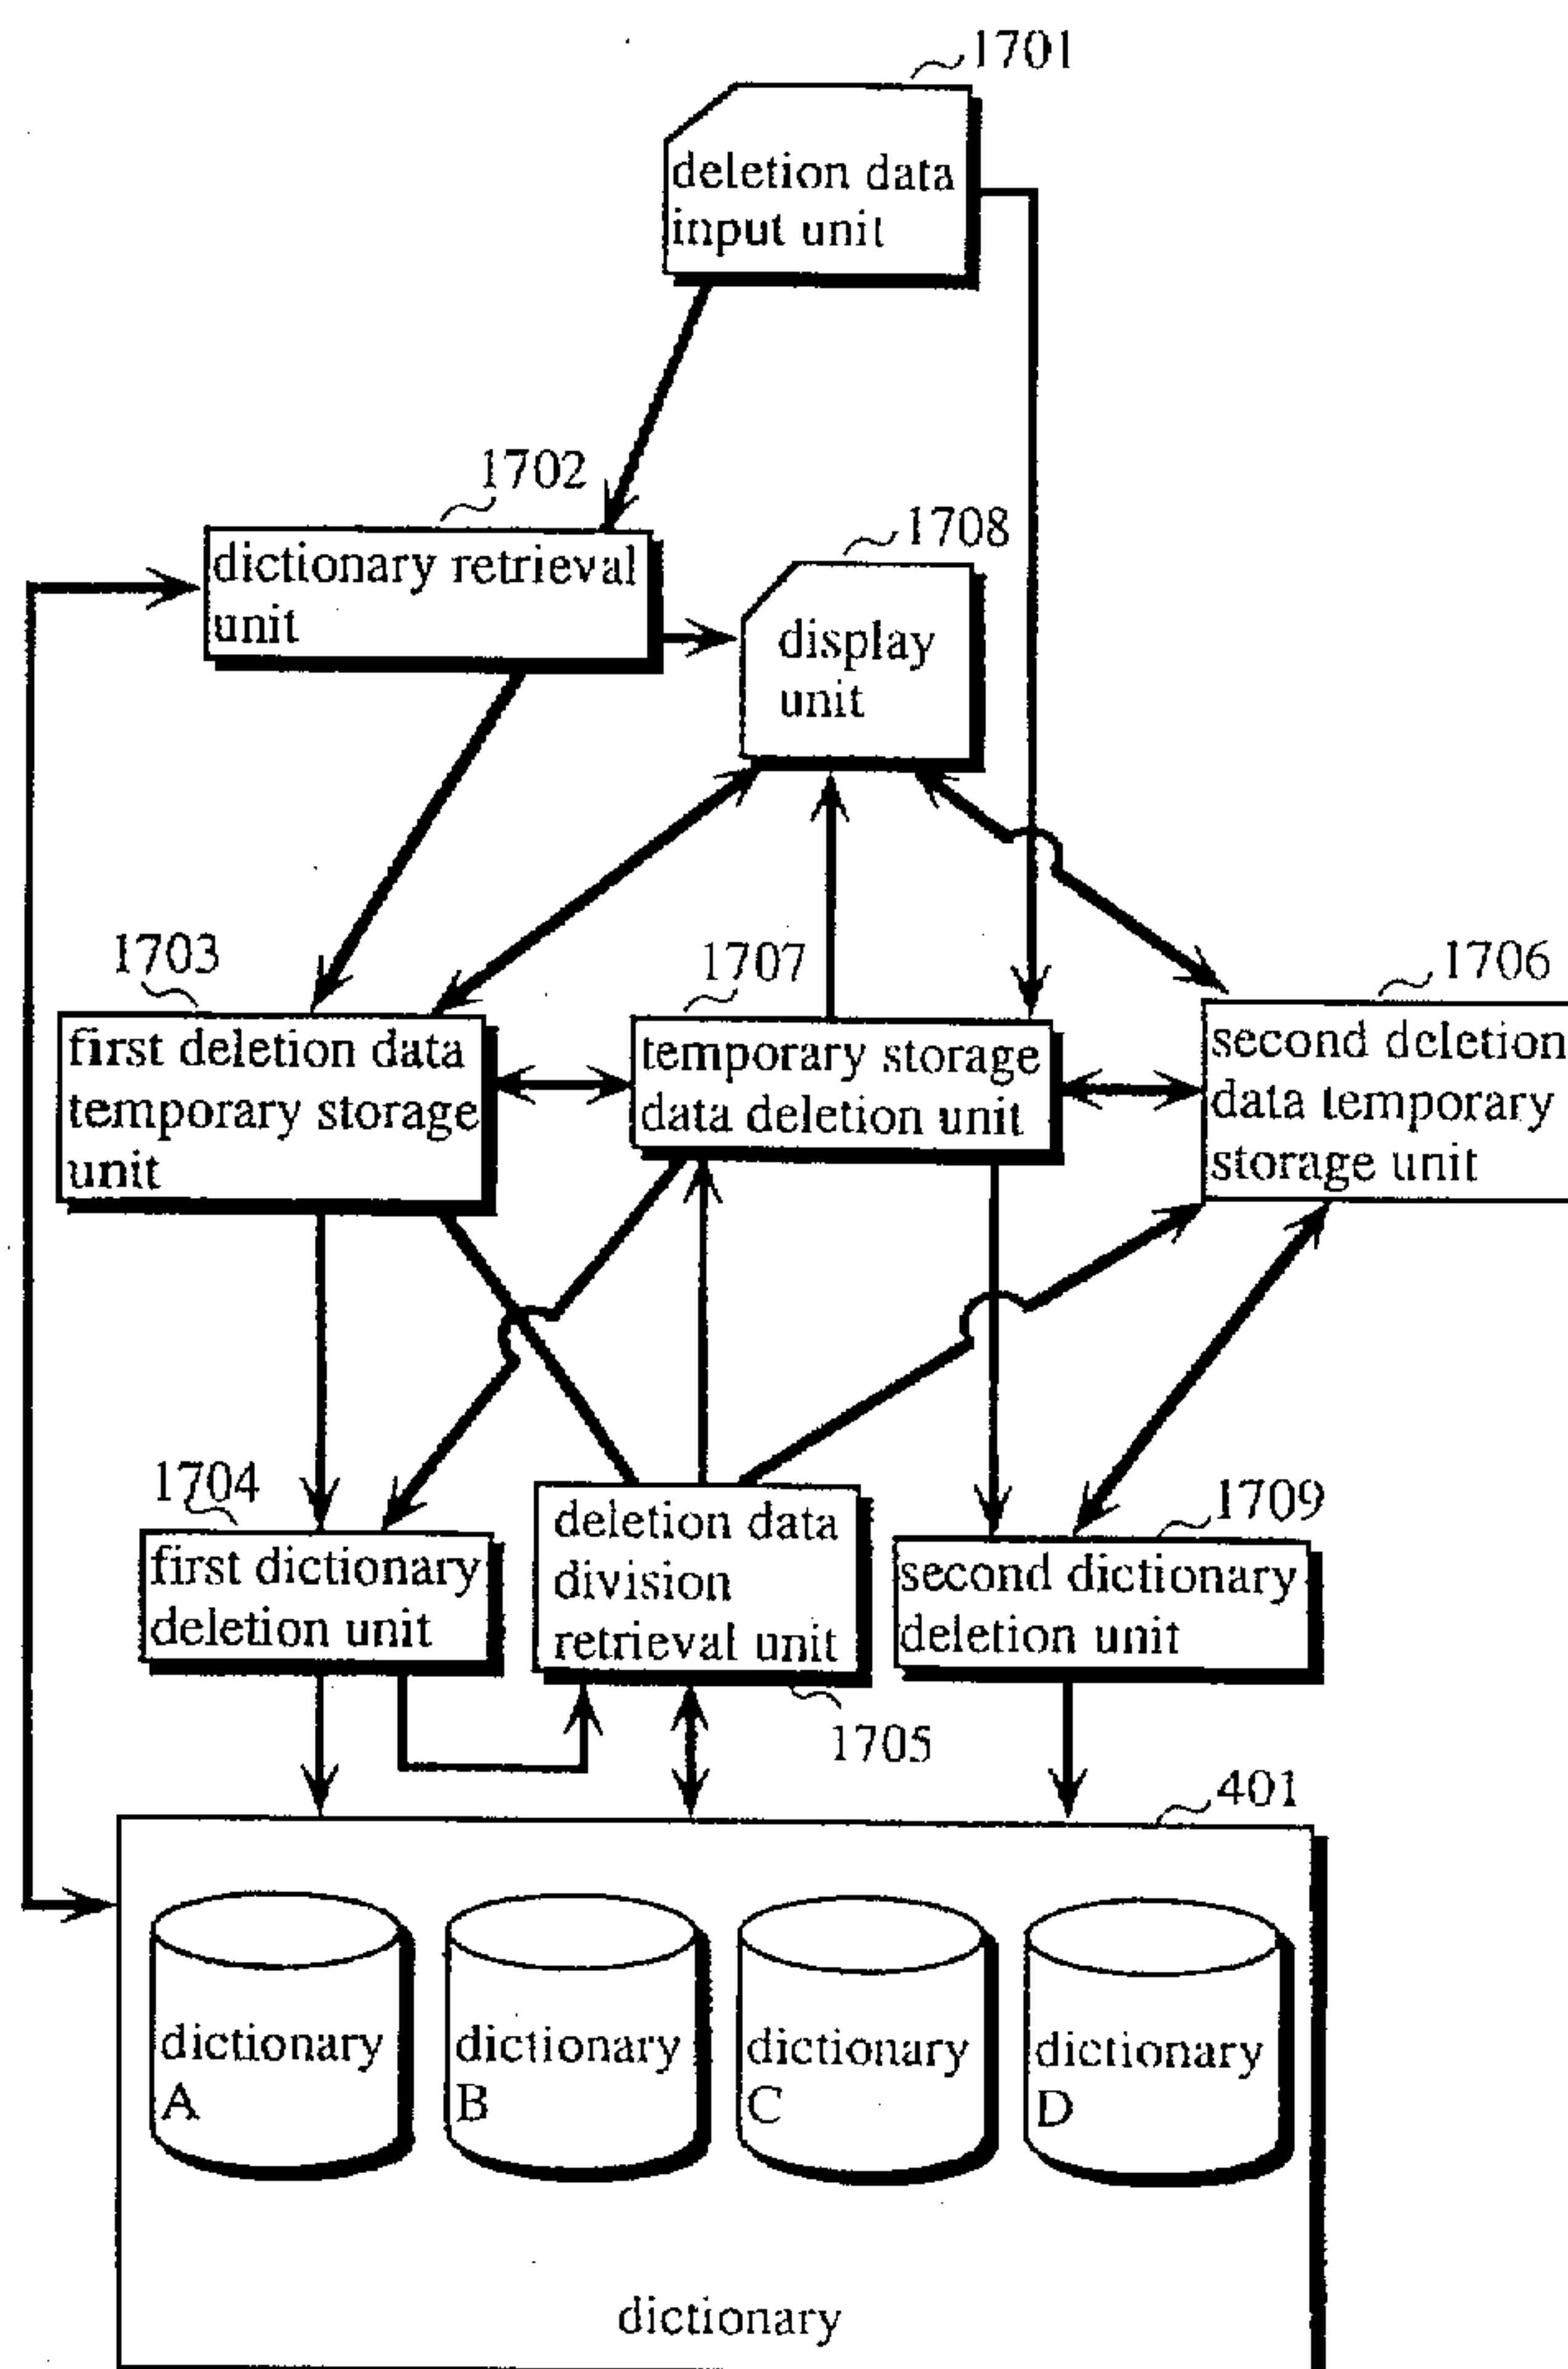 1701
deletion data
input unit
1702
dictionary retrieval
unit
1708
display
unit
1703
first deletion data
temporary storage
unit
1707
temporary storage
data deletion unit
1706
second deletion
data temporary
storage unit
1704
first dictionary
deletion unit
deletion data
division
retrieval unit
1705
1709
second dictionary
deletion unit
401
dictionary
A
dictionary
B
dictionary
C
dictionary
D
dictionary